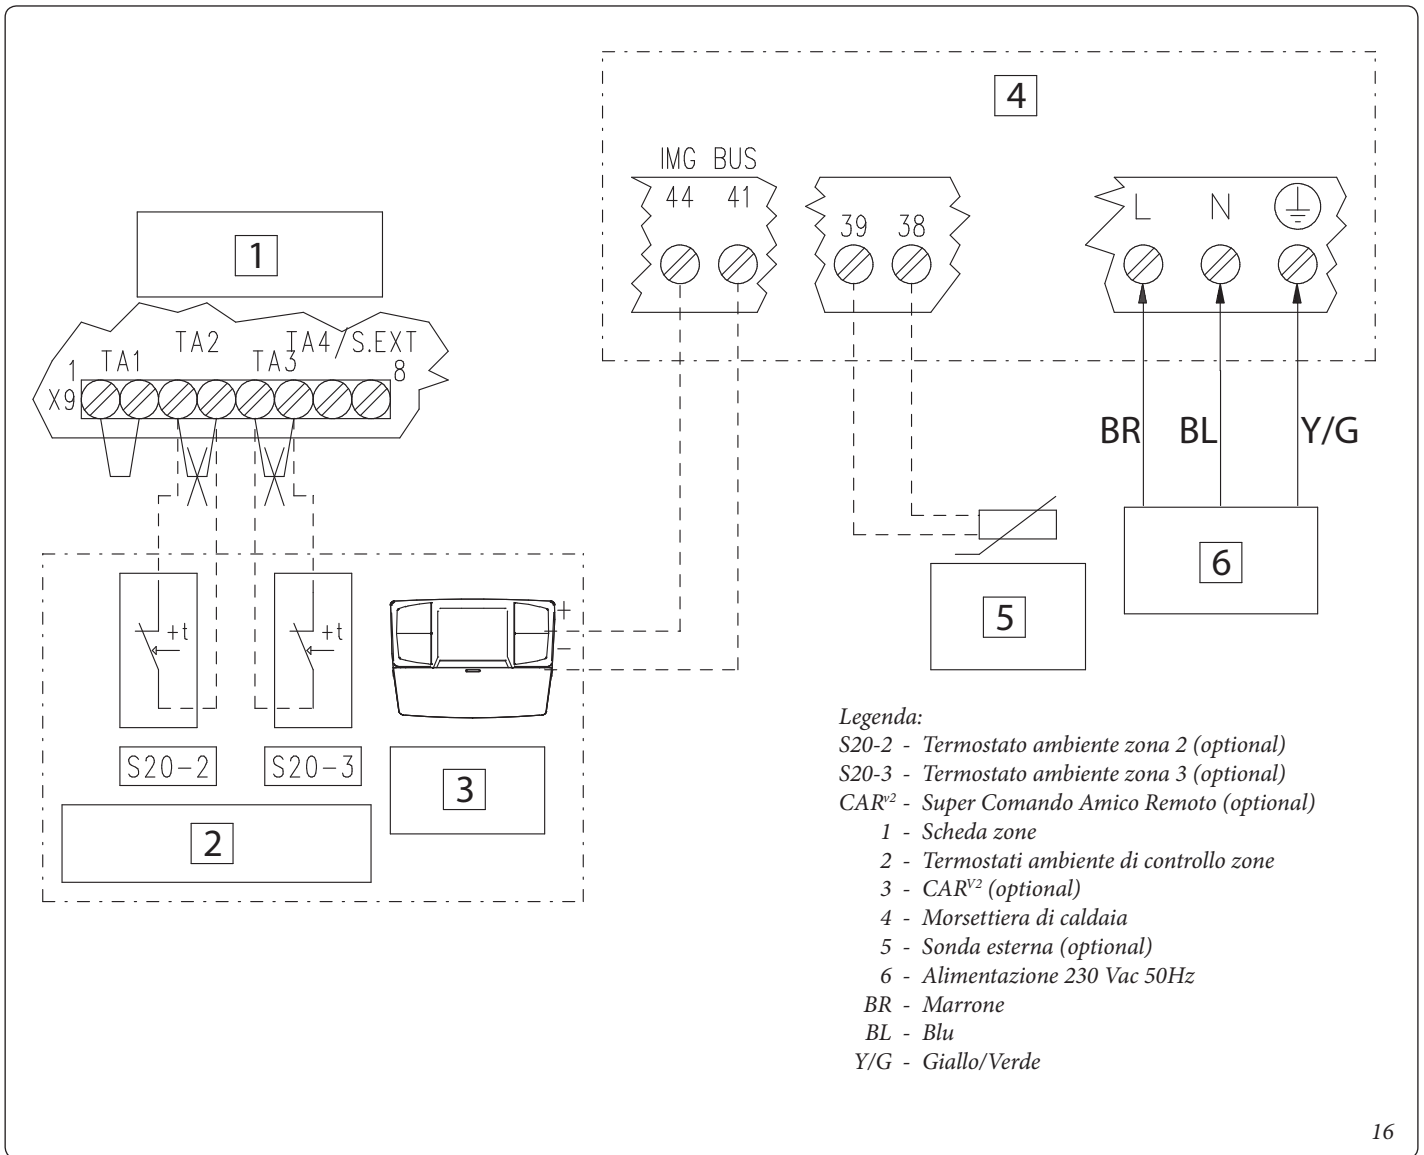 4
IMG BUS
44 41
39 38
L N
1
TA1 TA2 TA3 TA4/S.EXT
1 8
X9
BR BL Y/G
6
5
+t +t
+
-
S20-2 S20-3
3
2
Legenda:
S20-2 - Termostato ambiente zona 2 (optional)
S20-3 - Termostato ambiente zona 3 (optional)
CARv2 - Super Comando Amico Remoto (optional)
1 - Scheda zone
2 - Termostati ambiente di controllo zone
3 - CARV2 (optional)
4 - Morsettiera di caldaia
5 - Sonda esterna (optional)
6 - Alimentazione 230 Vac 50Hz
BR - Marrone
BL - Blu
Y/G - Giallo/Verde
16